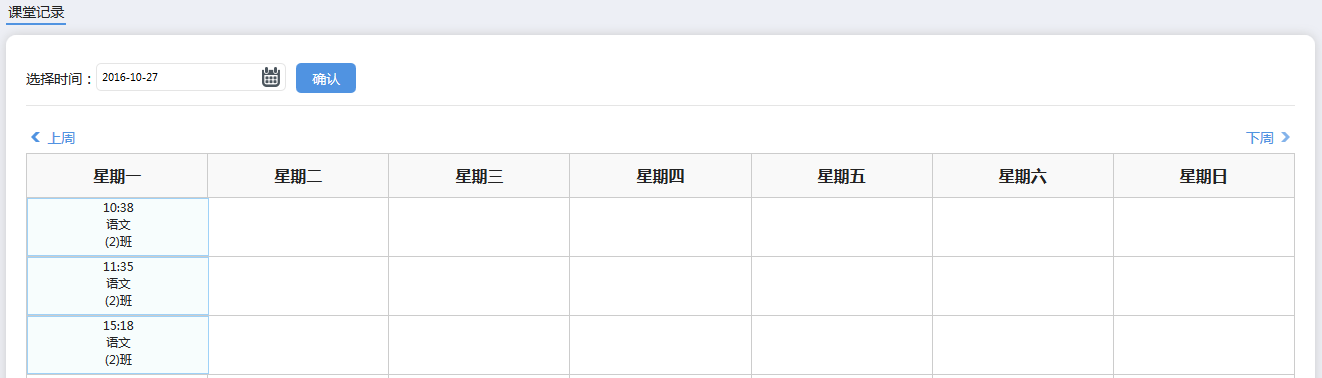 课堂记录
选择时间：2016-10-27 确认
上周 下周
星期一 星期二 星期三 星期四 星期五 星期六 星期日
10:38
语文
(2)班
11:35
语文
(2)班
15:18
语文
(2)班